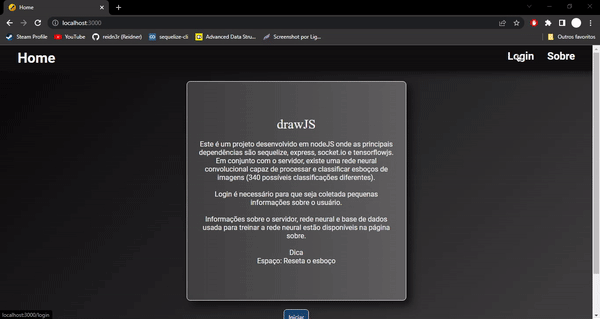 Home
localhost:3000
Steam Profile
YouTube
reidn3r (Reidner)
sequelize-cli
Advanced Data Stru...
Screenshot por Lig...
Outros favoritos
Home
Login
Sobre
drawJS
Este é um projeto desenvolvido em nodeJS onde as principais
dependências são sequelize, express, socket.io e tensorflowjs.
Em conjunto com o servidor, existe uma rede neural
convolucional capaz de processar e classificar esboços de
imagens (340 possíveis classificações diferentes).
Login é necessário para que seja coletada pequenas
informações sobre o usuário.
Informações sobre o servidor, rede neural e base de dados
usada para treinar a rede neural estão disponíveis na página
sobre.
Dica
Espaço: Reseta o esboço
Iniciar
localhost:3000/login